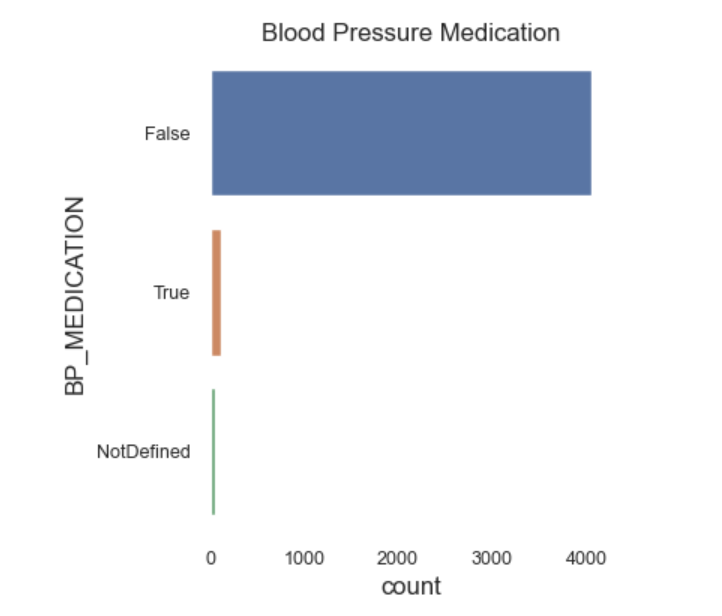 Blood Pressure Medication
BP_MEDICATION
False
True
NotDefined
0 1000 2000 3000 4000
count